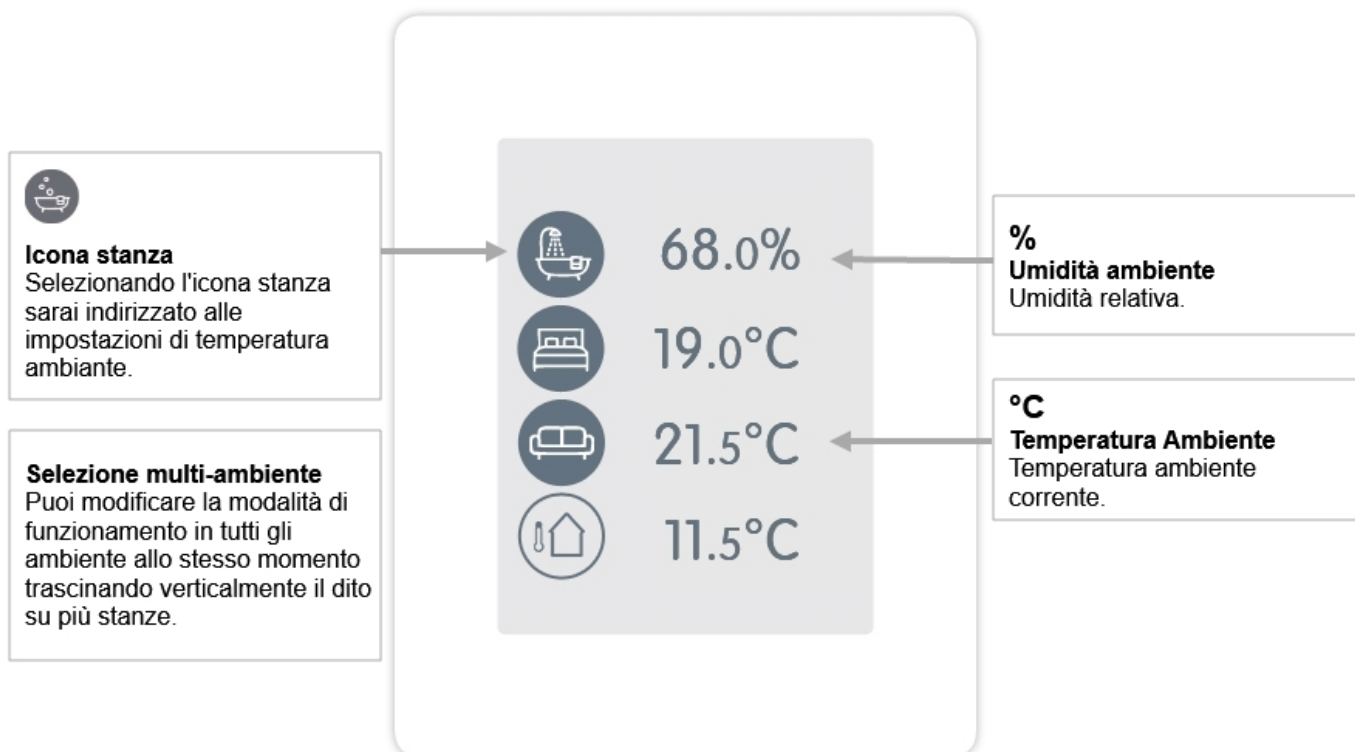 Icona stanza
Selezionando l'icona stanza
sarai indirizzato alle
impostazioni di temperatura
ambiante.
Selezione multi-ambiente
Puoi modificare la modalità di
funzionamento in tutti gli
ambiente allo stesso momento
trascinando verticalmente il dito
su più stanze.
68.0%
19.0°C
21.5°C
11.5°C
%
Umidità ambiente
Umidità relativa.
°C
Temperatura Ambiente
Temperatura ambiente
corrente.